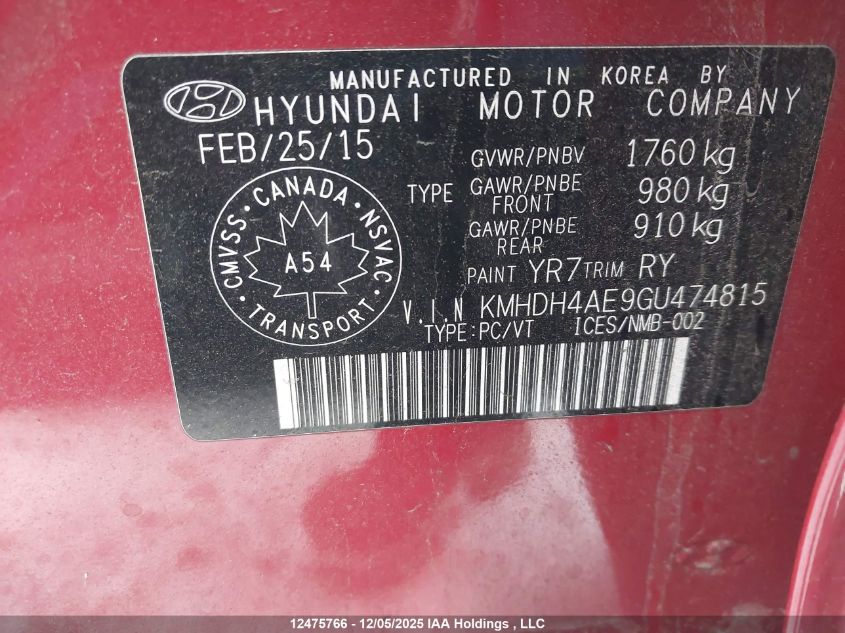 MANUFACTURED IN KOREA BY
HYUNDAI MOTOR COMPANY
FEB/25/15
GVWR/PNBV 1760 kg
TYPE GAWR/PNBE FRONT 980 kg
GAWR/PNBE REAR 910 kg
PAINT YR7 TRIM RY
CMVSS · CANADA · NSVAC · TRANSPORT ·
A54
V.I.N KMHDH4AE9GU474815
TYPE:PC/VT ICES/NMB-002
12475766 - 12/05/2025 IAA Holdings , LLC